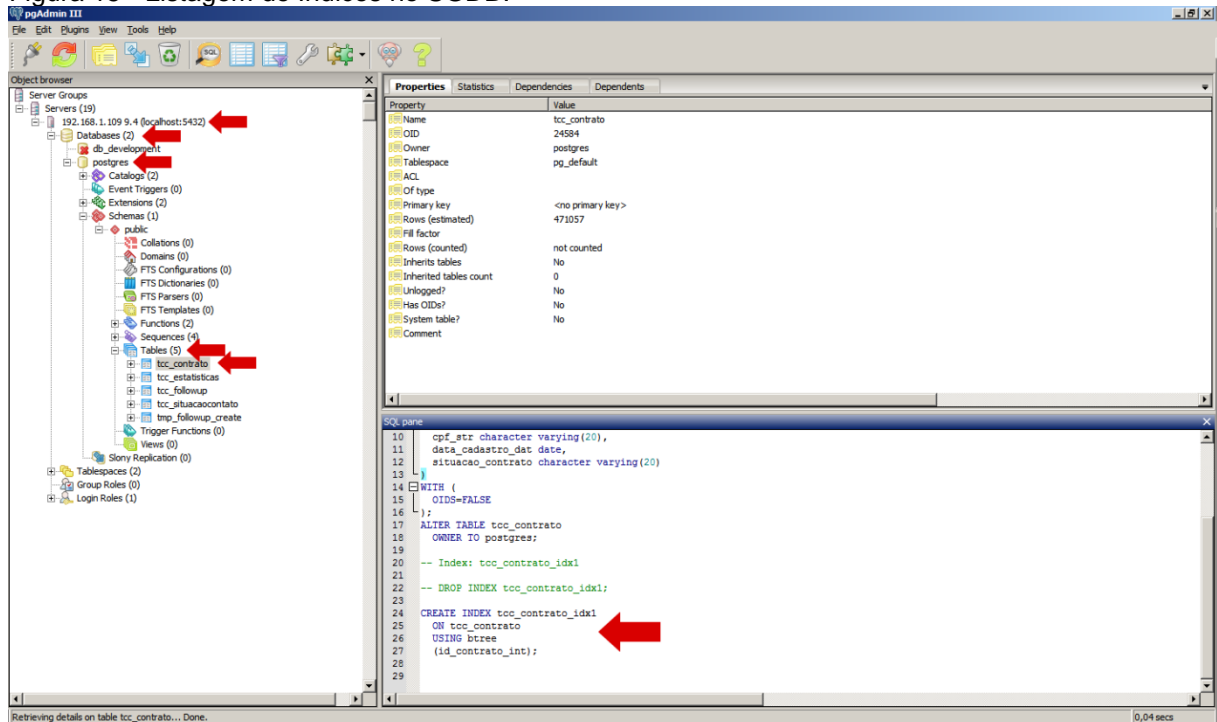 pgAdmin III
File Edit Plugins View Tools Help
SQL
Object browser
Server Groups
Servers (19)
192.168.1.109 9.4 (localhost:5432)
Databases (2)
db_development
postgres
Catalogs (2)
Event Triggers (0)
Extensions (2)
Schemas (1)
public
Collations (0)
Domains (0)
FTS Configurations (0)
FTS Dictionaries (0)
FTS Parsers (0)
FTS Templates (0)
Functions (2)
Sequences (4)
Tables (5)
tcc_contrato
tcc_estatisticas
tcc_followup
tcc_situacaocontato
tmp_followup_create
Trigger Functions (0)
Views (0)
Slony Replication (0)
Tablespaces (2)
Group Roles (0)
Login Roles (1)
Properties Statistics Dependencies Dependents
Property Value
Name tcc_contrato
OID 24584
Owner postgres
Tablespace pg_default
ACL
Of type
Primary key <no primary key>
Rows (estimated) 471057
Fill factor
Rows (counted) not counted
Inherits tables No
Inherited tables count 0
Unlogged? No
Has OIDs? No
System table? No
Comment
SQL pane
10 cpf_str character varying(20),
11 data_cadastro_dat date,
12 situacao_contrato character varying(20)
13 )
14 WITH (
15 OIDS=FALSE
16 );
17 ALTER TABLE tcc_contrato
18 OWNER TO postgres;
19
20 -- Index: tcc_contrato_idx1
21
22 -- DROP INDEX tcc_contrato_idx1;
23
24 CREATE INDEX tcc_contrato_idx1
25 ON tcc_contrato
26 USING btree
27 (id_contrato_int);
28
29
Retrieving details on table tcc_contrato... Done. 0,04 secs